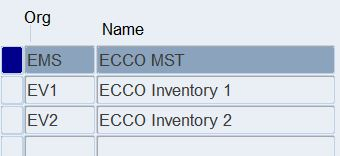 Org
Name
EMS ECCO MST
EV1 ECCO Inventory 1
EV2 ECCO Inventory 2